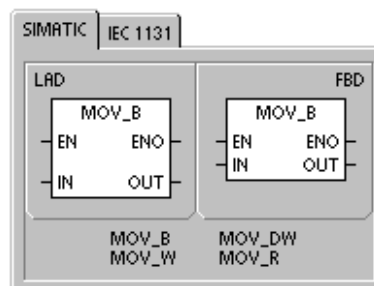 SIMATIC IEC 1131
LAD FBD
MOV_B MOV_B
EN ENO EN ENO
IN OUT IN OUT
MOV_B MOV_DW
MOV_W MOV_R